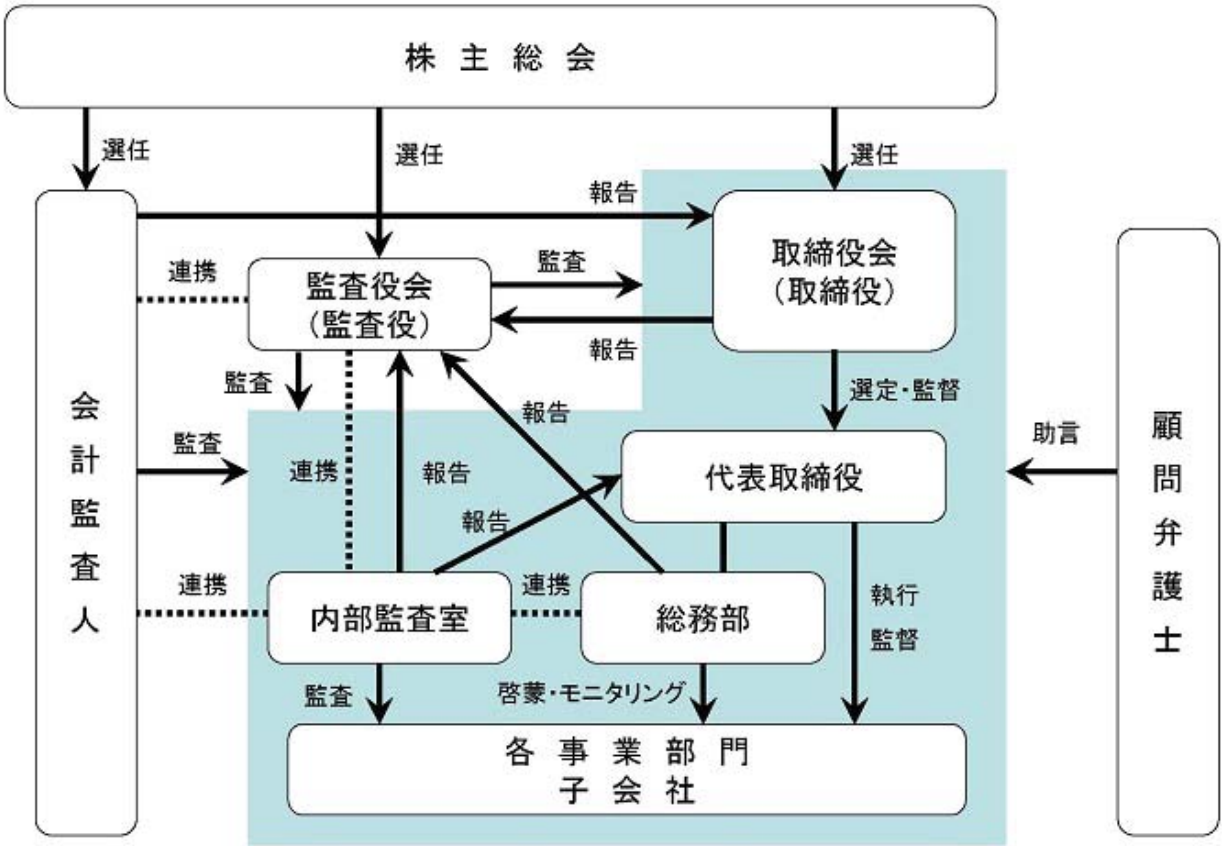 株主総会
選任
選任
選任
報告
取締役会
(取締役)
連携
監査役会
(監査役)
監査
報告
監査
選定・監督
報告
会計監査人
監査
連携
報告
代表取締役
助言
顧問弁護士
報告
連携
内部監査室
連携
総務部
執行
監督
監査
啓蒙・モニタリング
各事業部門
子会社